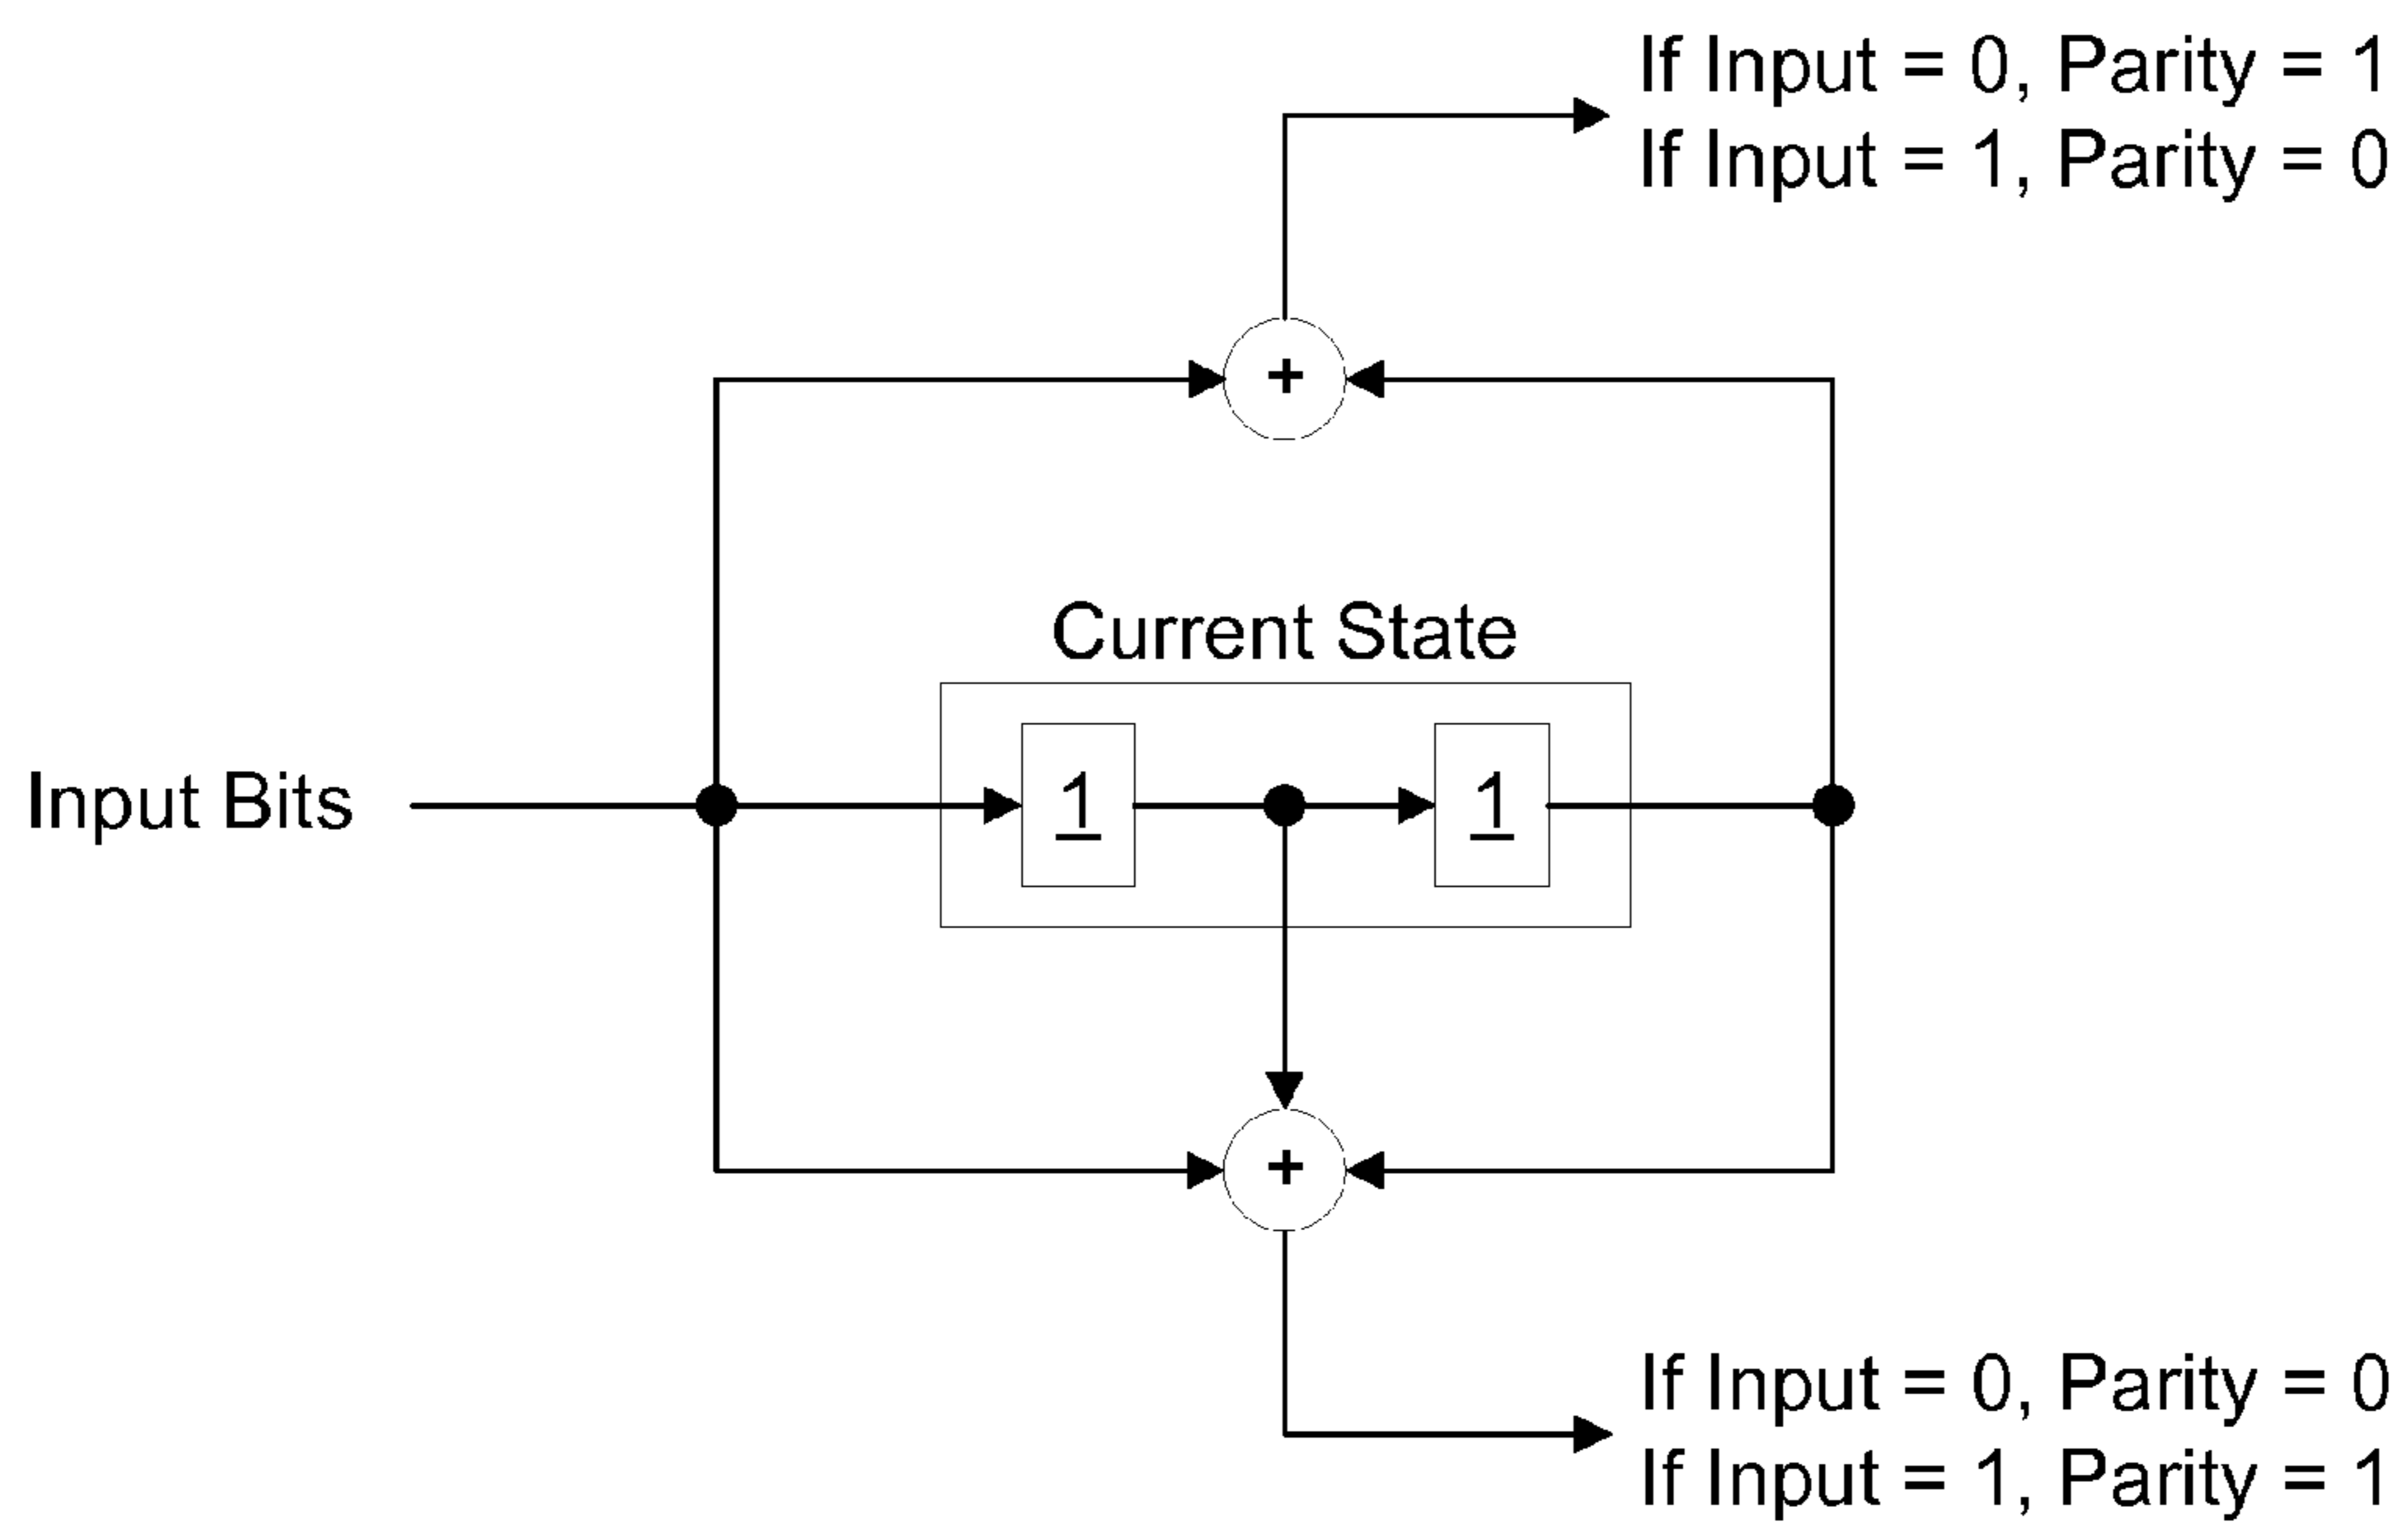 If Input = 0, Parity = 1
If Input = 1, Parity = 0
+
Current State
Input Bits
1
1
+
If Input = 0, Parity = 0
If Input = 1, Parity = 1